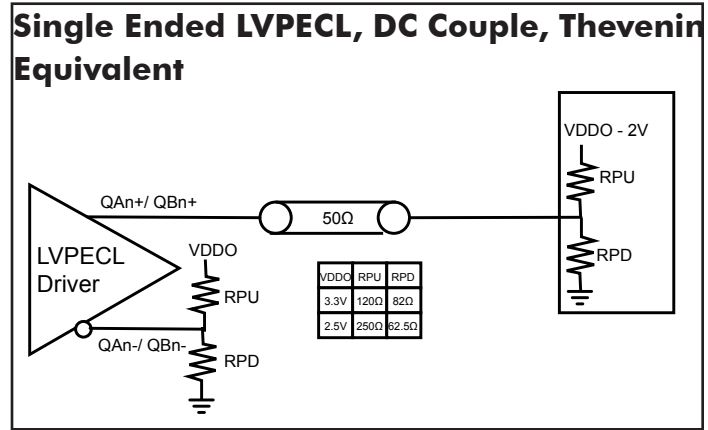 Single Ended LVPECL, DC Couple, Thevenin
Equivalent
VDDO - 2V
RPU
QAn+/ QBn+
50Ω
RPD
LVPECL
Driver
VDDO
RPU
VDDO RPU RPD
3.3V 120Ω 82Ω
2.5V 250Ω 62.5Ω
QAn-/ QBn-
RPD